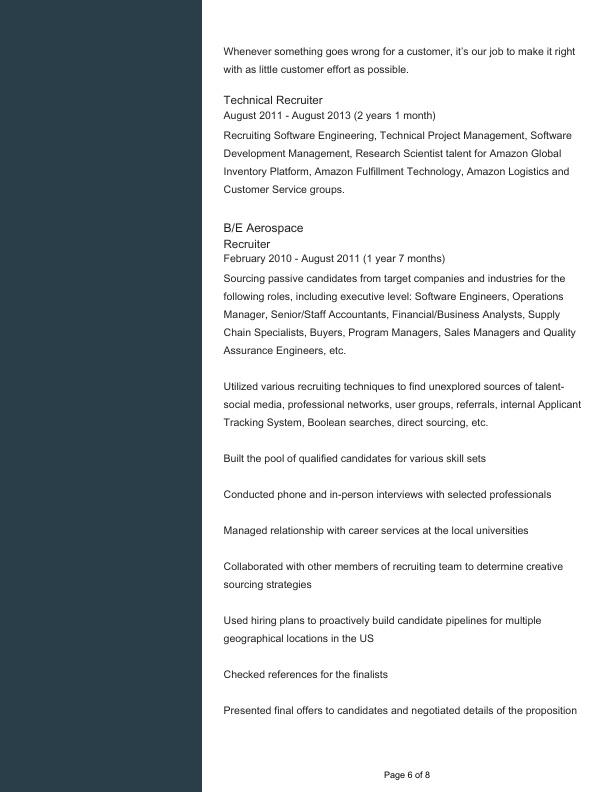 Whenever something goes wrong for a customer, it's our job to make it right
with as little customer effort as possible.
Technical Recruiter
August 2011 - August 2013 (2 years 1 month)
Recruiting Software Engineering, Technical Project Management, Software
Development Management, Research Scientist talent for Amazon Global
Inventory Platform, Amazon Fulfillment Technology, Amazon Logistics and
Customer Service groups.
B/E Aerospace
Recruiter
February 2010 - August 2011 (1 year 7 months)
Sourcing passive candidates from target companies and industries for the
following roles, including executive level: Software Engineers, Operations
Manager, Senior/Staff Accountants, Financial/Business Analysts, Supply
Chain Specialists, Buyers, Program Managers, Sales Managers and Quality
Assurance Engineers, etc.
Utilized various recruiting techniques to find unexplored sources of talent-
social media, professional networks, user groups, referrals, internal Applicant
Tracking System, Boolean searches, direct sourcing, etc.
Built the pool of qualified candidates for various skill sets
Conducted phone and in-person interviews with selected professionals
Managed relationship with career services at the local universities
Collaborated with other members of recruiting team to determine creative
sourcing strategies
Used hiring plans to proactively build candidate pipelines for multiple
geographical locations in the US
Checked references for the finalists
Presented final offers to candidates and negotiated details of the proposition
Page 6 of 8